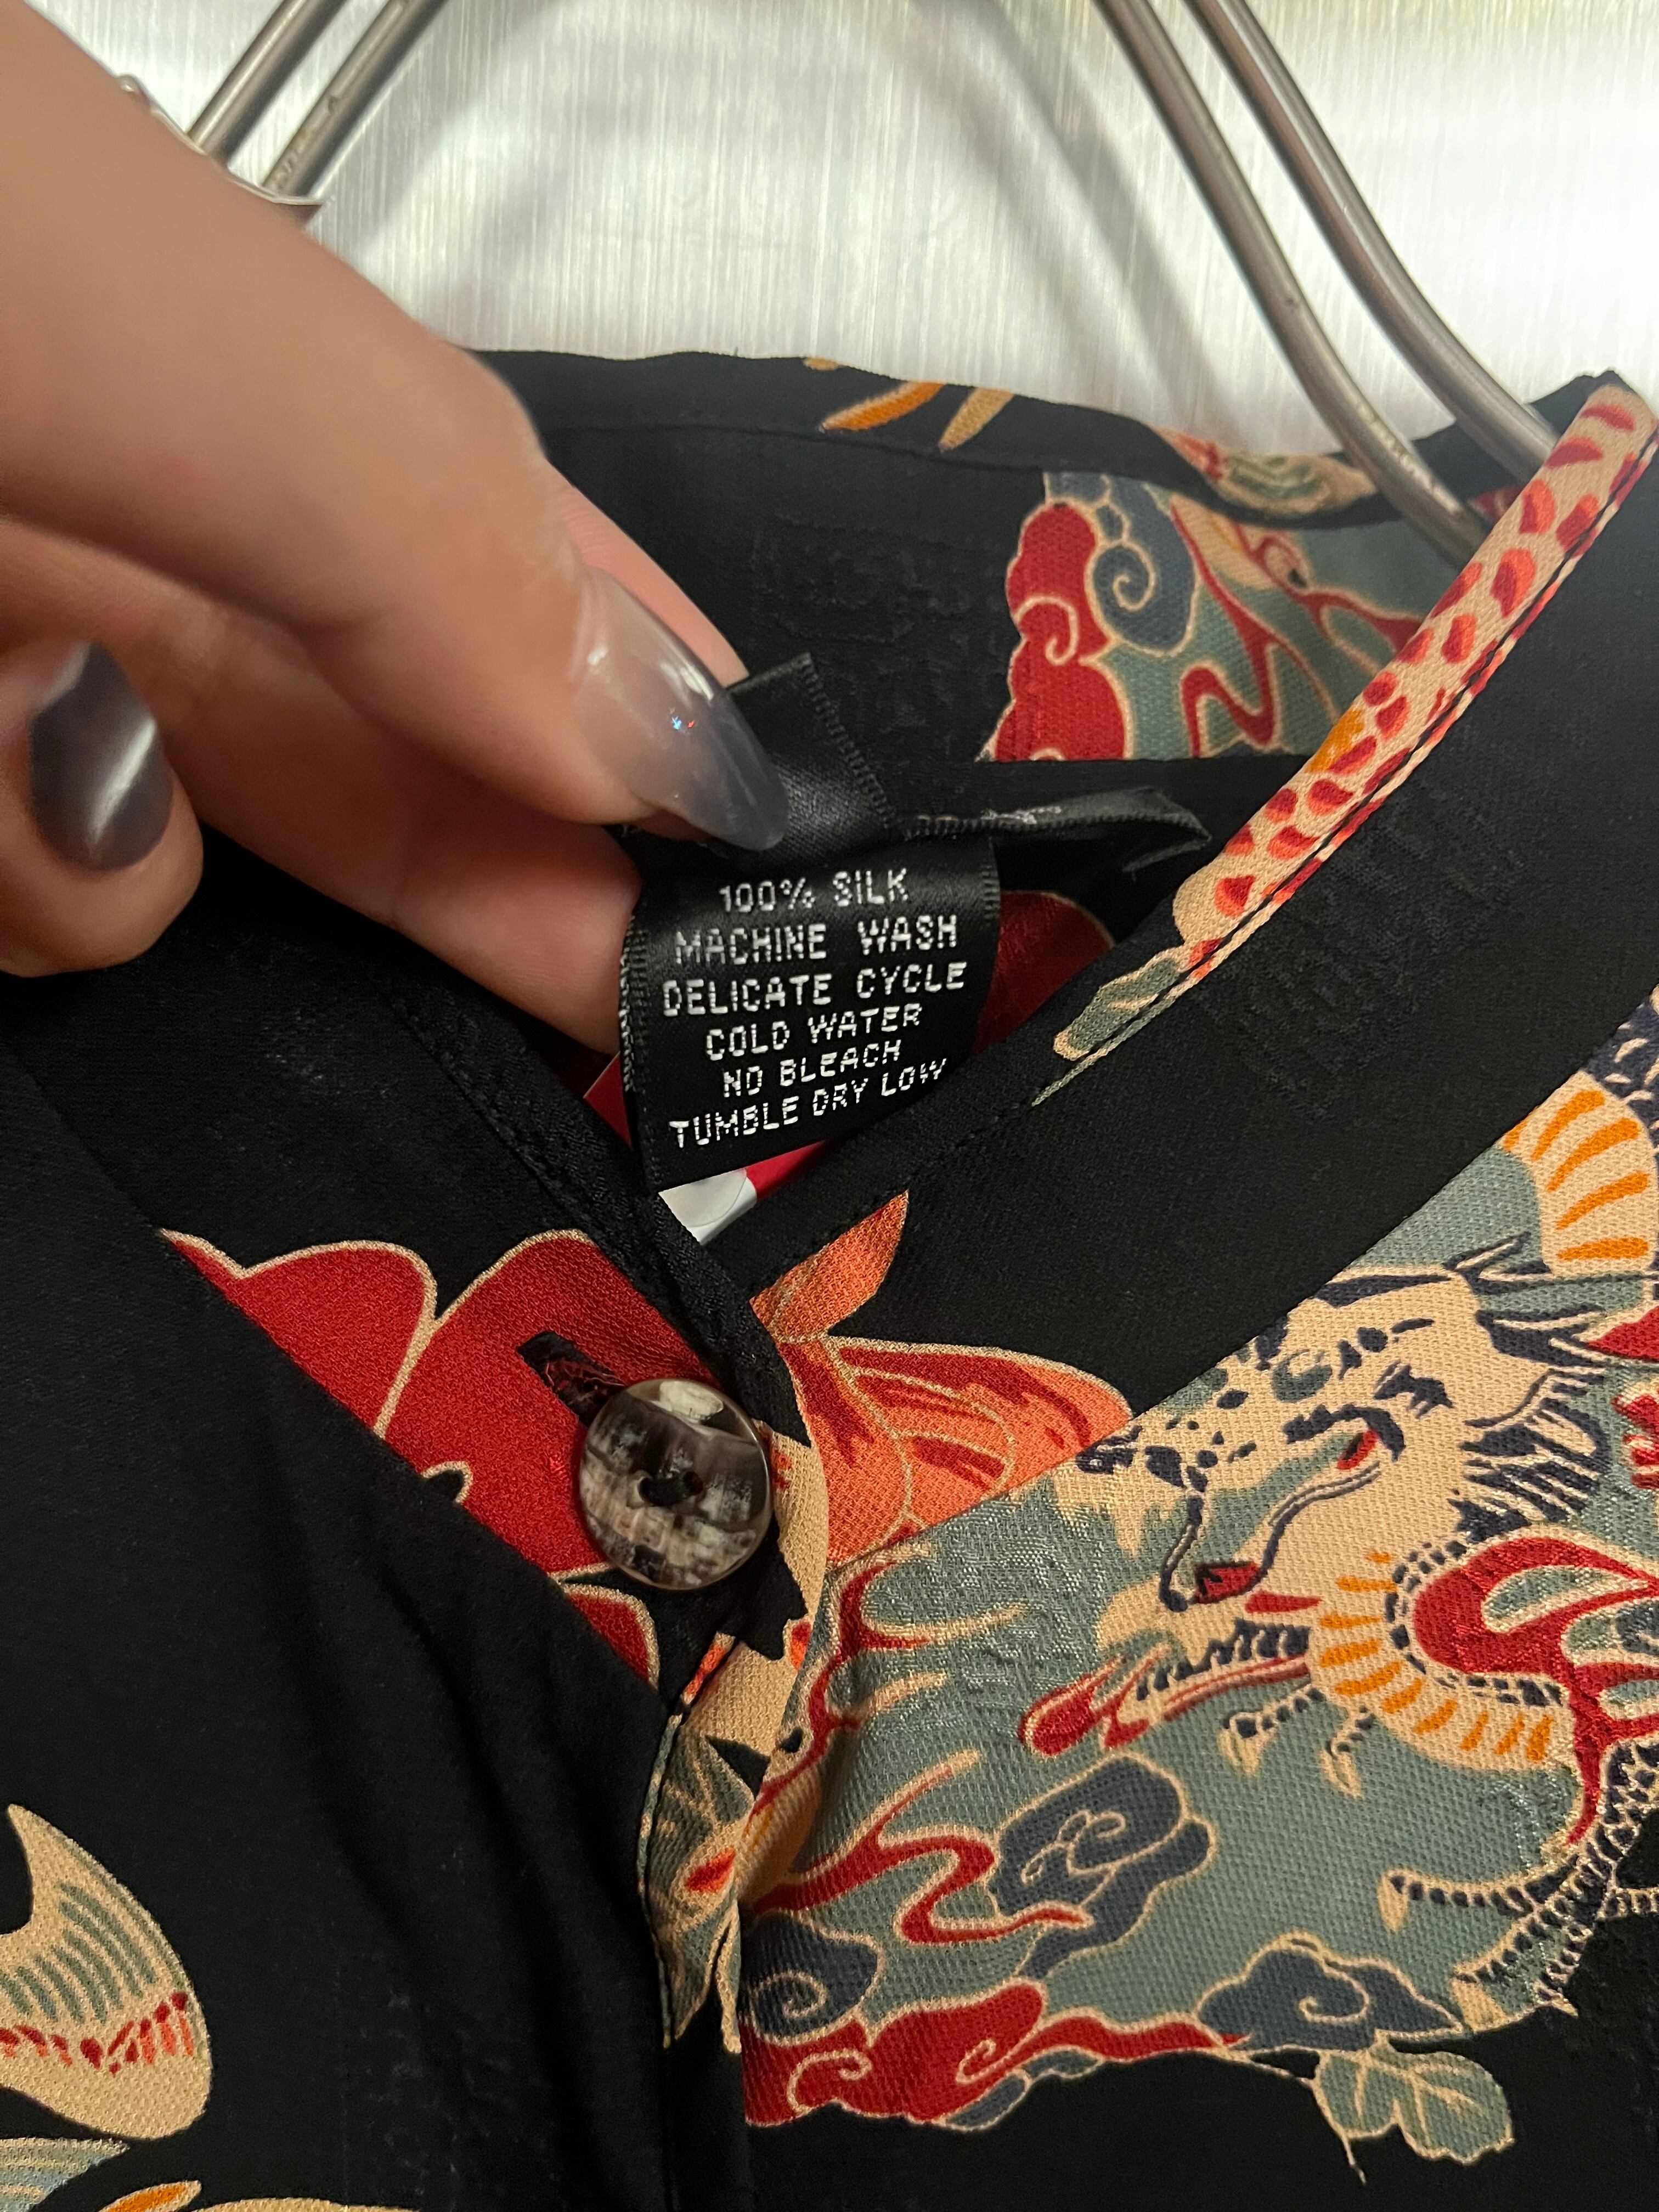 100% SILK
MACHINE WASH
DELICATE CYCLE
COLD WATER
NO BLEACH
TUMBLE DRY LOW